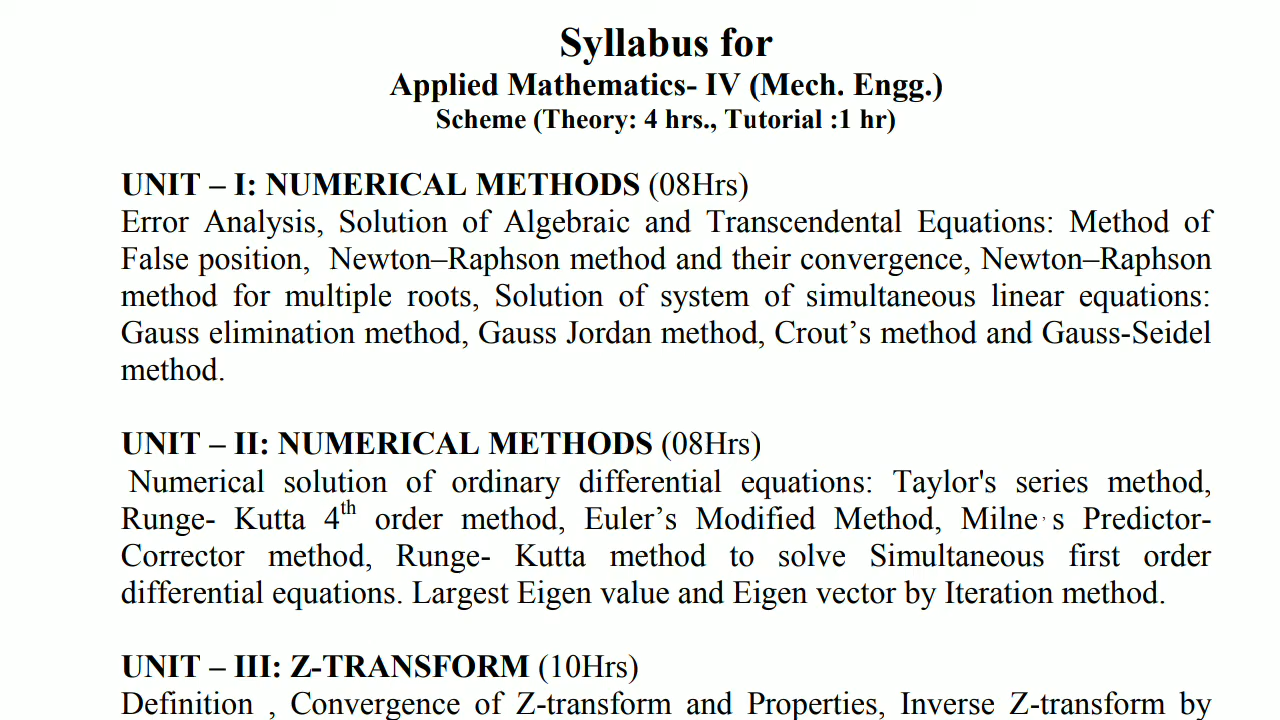 Syllabus for
Applied Mathematics- IV (Mech. Engg.)
Scheme (Theory: 4 hrs., Tutorial :1 hr)
UNIT – I: NUMERICAL METHODS (08Hrs)
Error Analysis, Solution of Algebraic and Transcendental Equations: Method of
False position, Newton–Raphson method and their convergence, Newton–Raphson
method for multiple roots, Solution of system of simultaneous linear equations:
Gauss elimination method, Gauss Jordan method, Crout’s method and Gauss-Seidel
method.
UNIT – II: NUMERICAL METHODS (08Hrs)
Numerical solution of ordinary differential equations: Taylor's series method,
Runge- Kutta 4th order method, Euler’s Modified Method, Milne’s Predictor-
Corrector method, Runge- Kutta method to solve Simultaneous first order
differential equations. Largest Eigen value and Eigen vector by Iteration method.
UNIT – III: Z-TRANSFORM (10Hrs)
Definition , Convergence of Z-transform and Properties, Inverse Z-transform by